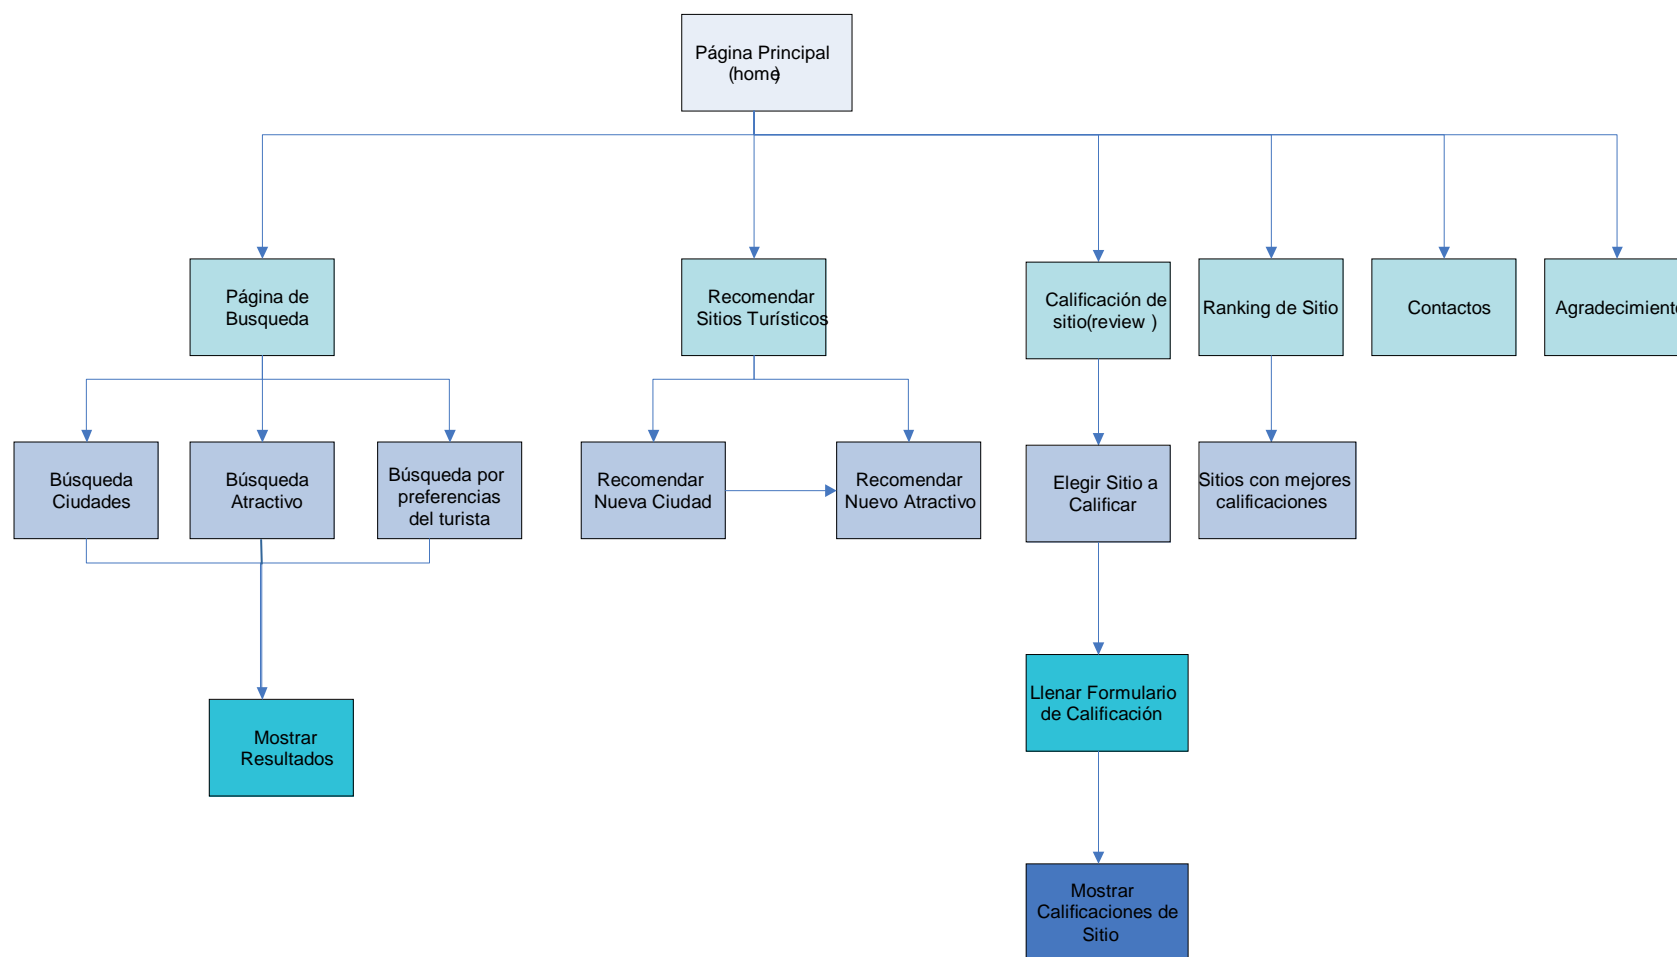 Página Principal
(home)
Página de
Busqueda
Recomendar
Sitios Turísticos
Calificación de
sitio(review )
Ranking de Sitio
Contactos
Agradecimiento
Búsqueda
Ciudades
Búsqueda
Atractivo
Búsqueda por
preferencias
del turista
Recomendar
Nueva Ciudad
Recomendar
Nuevo Atractivo
Elegir Sitio a
Calificar
Sitios con mejores
calificaciones
Llenar Formulario
de Calificación
Mostrar
Resultados
Mostrar
Calificaciones de
Sitio